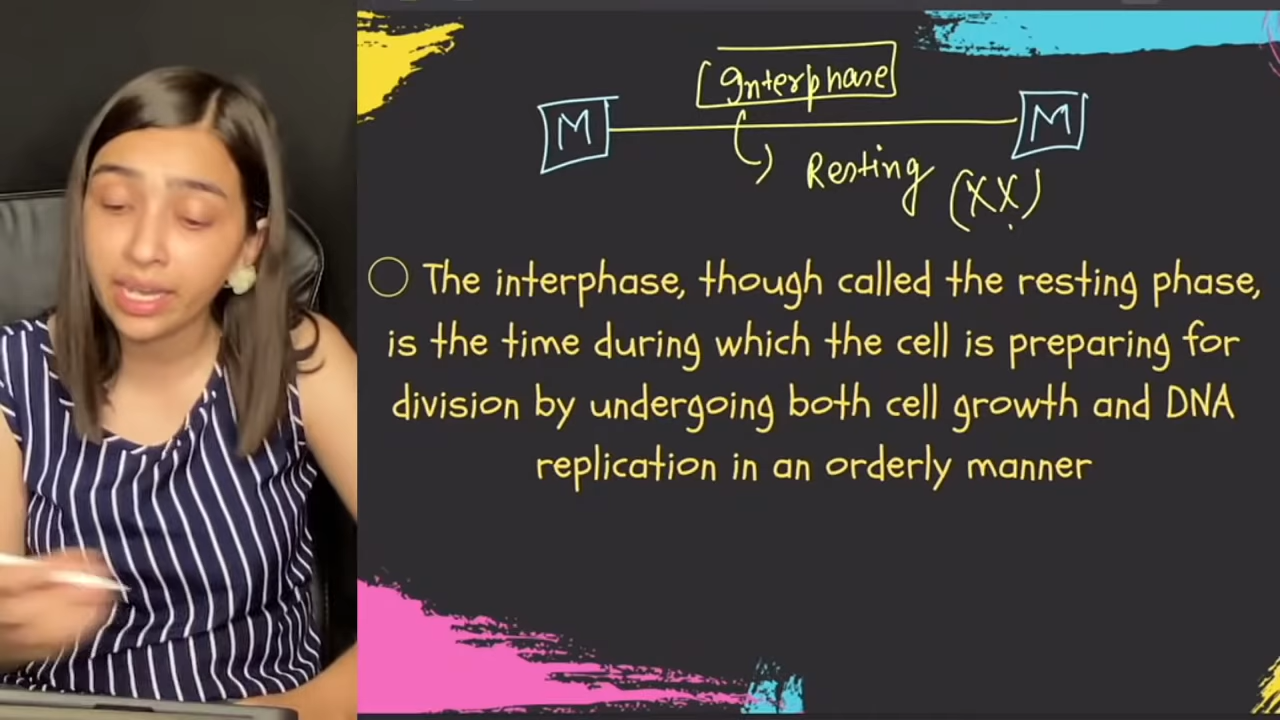 Interphase
M M
Resting (XX)
The interphase, though called the resting phase,
is the time during which the cell is preparing for
division by undergoing both cell growth and DNA
replication in an orderly manner